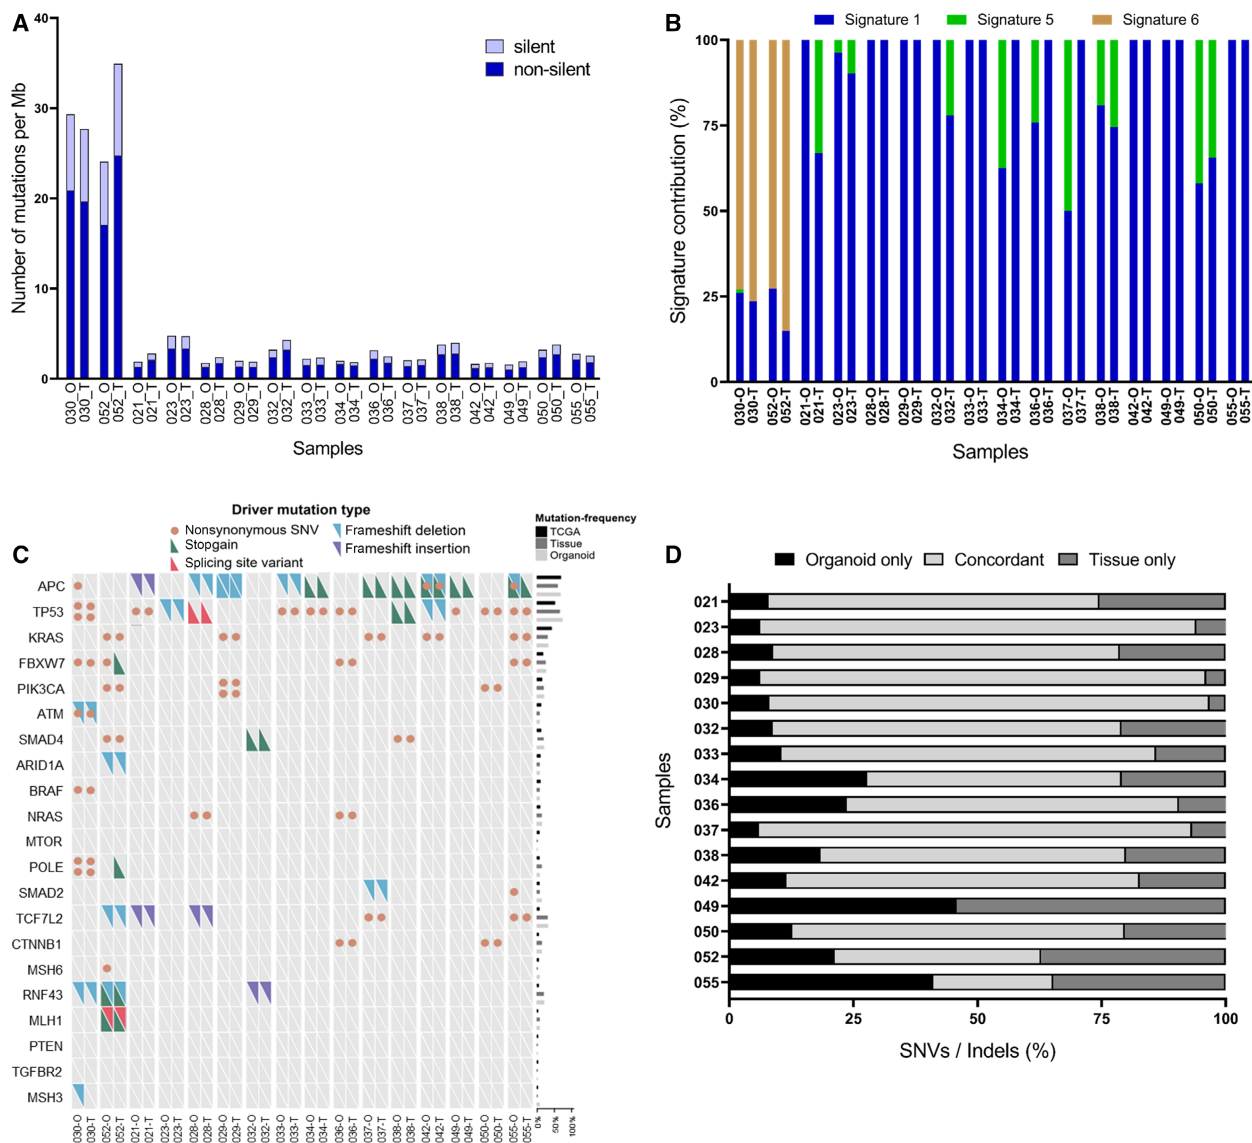 A
40
30
20
10
0
Number of mutations per Mb
silent
non-silent
030_O
030_T
052_O
052_T
021_O
021_T
023_O
023_T
028_O
028_T
029_O
029_T
032_O
032_T
033_O
033_T
034_O
034_T
036_O
036_T
037_O
037_T
038_O
038_T
042_O
042_T
049_O
049_T
050_O
050_T
055_O
055_T
Samples
B
Signature 1
Signature 5
Signature 6
100
75
50
25
0
Signature contribution (%)
030-O
030-T
052-O
052-T
021-O
021-T
023-O
023-T
028-O
028-T
029-O
029-T
032-O
032-T
033-O
033-T
034-O
034-T
036-O
036-T
037-O
037-T
038-O
038-T
042-O
042-T
049-O
049-T
050-O
050-T
055-O
055-T
Samples
C
Driver mutation type
Nonsynonymous SNV
Stopgain
Splicing site variant
Frameshift deletion
Frameshift insertion
Mutation-frequency
TCGA
Tissue
Organoid
APC
TP53
KRAS
FBXW7
PIK3CA
ATM
SMAD4
ARID1A
BRAF
NRAS
MTOR
POLE
SMAD2
TCF7L2
CTNNB1
MSH6
RNF43
MLH1
PTEN
TGFBR2
MSH3
030-O
030-T
052-O
052-T
021-O
021-T
023-O
023-T
028-O
028-T
029-O
029-T
032-O
032-T
033-O
033-T
034-O
034-T
036-O
036-T
037-O
037-T
038-O
038-T
042-O
042-T
049-O
049-T
050-O
050-T
055-O
055-T
0%
50%
100%
D
Organoid only
Concordant
Tissue only
021
023
028
029
030
032
033
034
036
037
038
042
049
050
052
055
Samples
0
25
50
75
100
SNVs / Indels (%)